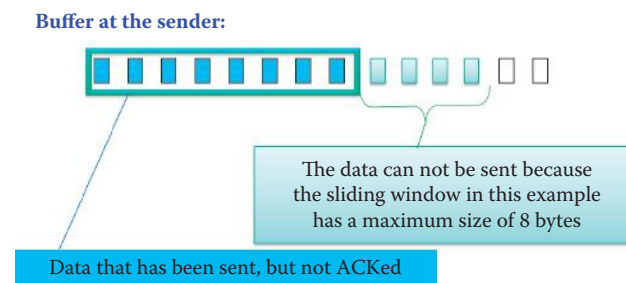 Buffer at the sender:
The data can not be sent because
the sliding window in this example
has a maximum size of 8 bytes
Data that has been sent, but not ACKed